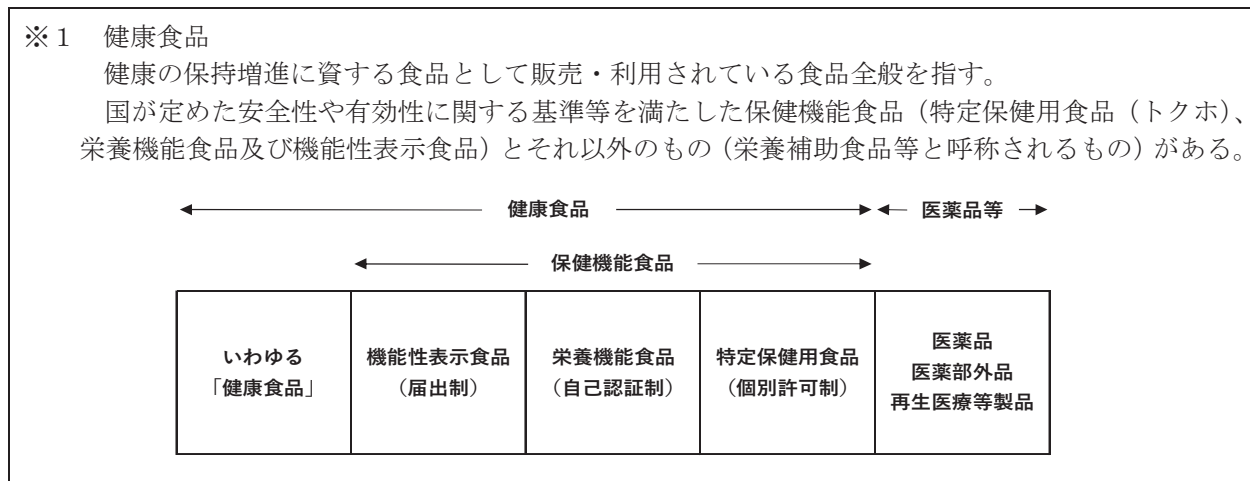 ※1 健康食品
健康の保持増進に資する食品として販売・利用されている食品全般を指す。
国が定めた安全性や有効性に関する基準等を満たした保健機能食品（特定保健用食品（トクホ）、
栄養機能食品及び機能性表示食品）とそれ以外のもの（栄養補助食品等と呼称されるもの）がある。
健康食品 医薬品等
保健機能食品
いわゆる
「健康食品」
機能性表示食品
（届出制）
栄養機能食品
（自己認証制）
特定保健用食品
（個別許可制）
医薬品
医薬部外品
再生医療等製品